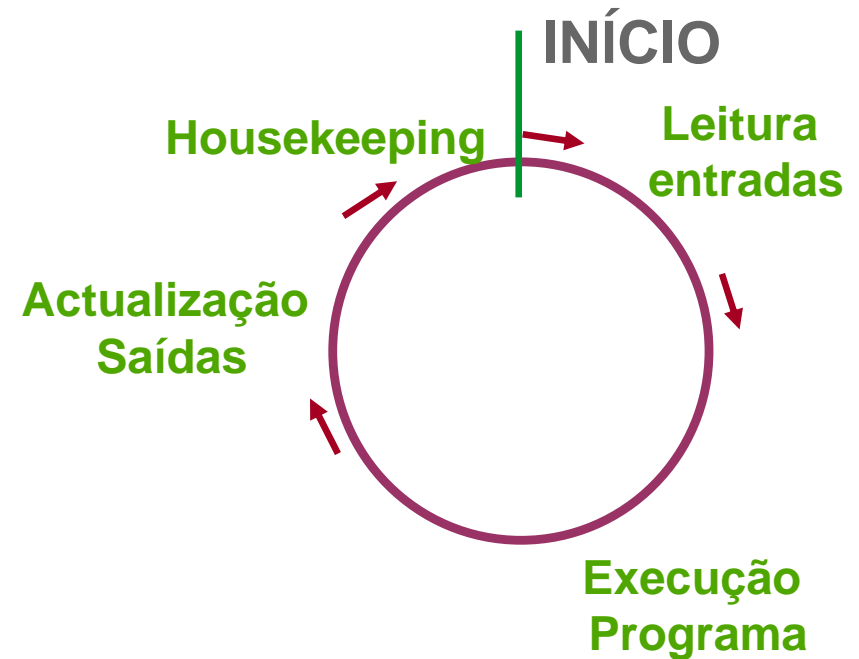 INÍCIO
Leitura
entradas
Execução
Programa
Actualização
Saídas
Housekeeping